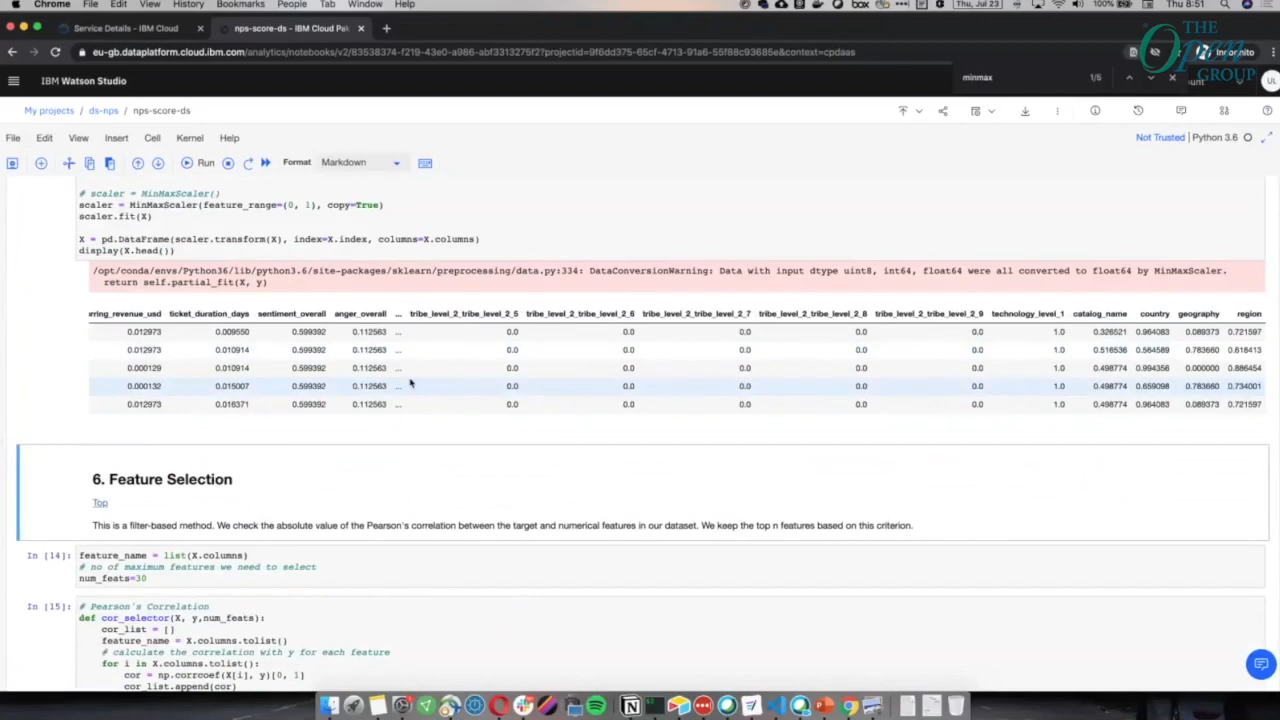 Chrome File Edit View History Bookmarks People Tab Window Help
100% Thu, Jul 23 Thu 8:51
THE Open GROUP
Service Details - IBM Cloud
nps-score-ds - IBM Cloud Pak
eu-gb.dataplatform.cloud.ibm.com/analytics/notebooks/v2/83538374-f219-43e0-a986-abf3313275f2?projectid=9f6dd375-65cf-4713-91a6-55f88c93685e&context=cpdaas
Incognito
IBM Watson Studio
minmax 1/5
UL
My projects / ds-nps / nps-score-ds
File Edit View Insert Cell Kernel Help
Not Trusted | Python 3.6
Run Format Markdown
# scaler = MinMaxScaler()
scaler = MinMaxScaler(feature_range=(0, 1), copy=True)
scaler.fit(X)
X = pd.DataFrame(scaler.transform(X), index=X.index, columns=X.columns)
display(X.head())
/opt/conda/envs/Python36/lib/python3.6/site-packages/sklearn/preprocessing/data.py:334: DataConversionWarning: Data with input dtype uint8, int64, float64 were all converted to float64 by MinMaxScaler.
return self.partial_fit(X, y)
rring_revenue_usd ticket_duration_days sentiment_overall anger_overall ... tribe_level_2_tribe_level_2_5 tribe_level_2_tribe_level_2_6 tribe_level_2_tribe_level_2_7 tribe_level_2_tribe_level_2_8 tribe_level_2_tribe_level_2_9 technology_level_1 catalog_name country geography region
0.012973 0.009550 0.599392 0.112563 ... 0.0 0.0 0.0 0.0 0.0 1.0 0.326521 0.964083 0.089373 0.721597
0.012973 0.010914 0.599392 0.112563 ... 0.0 0.0 0.0 0.0 0.0 1.0 0.516536 0.564589 0.783660 0.618413
0.000129 0.010914 0.599392 0.112563 ... 0.0 0.0 0.0 0.0 0.0 1.0 0.498774 0.994356 0.000000 0.886454
0.000132 0.015007 0.599392 0.112563 ... 0.0 0.0 0.0 0.0 0.0 1.0 0.498774 0.659098 0.783660 0.734001
0.012973 0.016371 0.599392 0.112563 ... 0.0 0.0 0.0 0.0 0.0 1.0 0.498774 0.964083 0.089373 0.721597
6. Feature Selection
Top
This is a filter-based method. We check the absolute value of the Pearson's correlation between the target and numerical features in our dataset. We keep the top n features based on this criterion.
In [14]: feature_name = list(X.columns)
# no of maximum features we need to select
num_feats=30
In [15]: # Pearson's Correlation
def cor_selector(X, y,num_feats):
cor_list = []
feature_name = X.columns.tolist()
# calculate the correlation with y for each feature
for i in X.columns.tolist():
cor = np.corrcoef(X[i], y)[0, 1]
cor_list.append(cor)